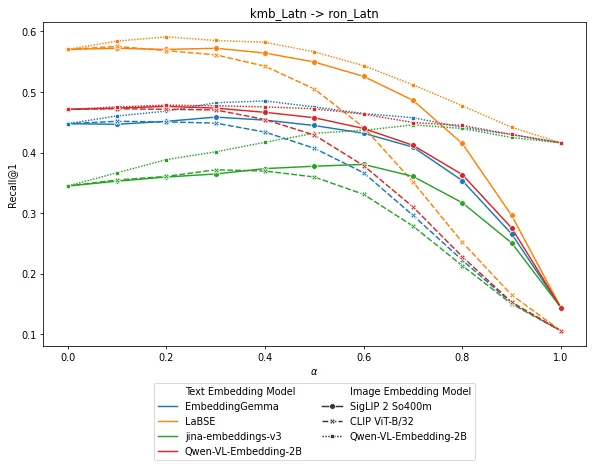 kmb_Latn -> ron_Latn
Recall@1
0.6
0.5
0.4
0.3
0.2
0.1
0.0
0.2
0.4
0.6
0.8
1.0
α
Text Embedding Model
EmbeddingGemma
LaBSE
jina-embeddings-v3
Qwen-VL-Embedding-2B
Image Embedding Model
SigLIP 2 So400m
CLIP ViT-B/32
Qwen-VL-Embedding-2B